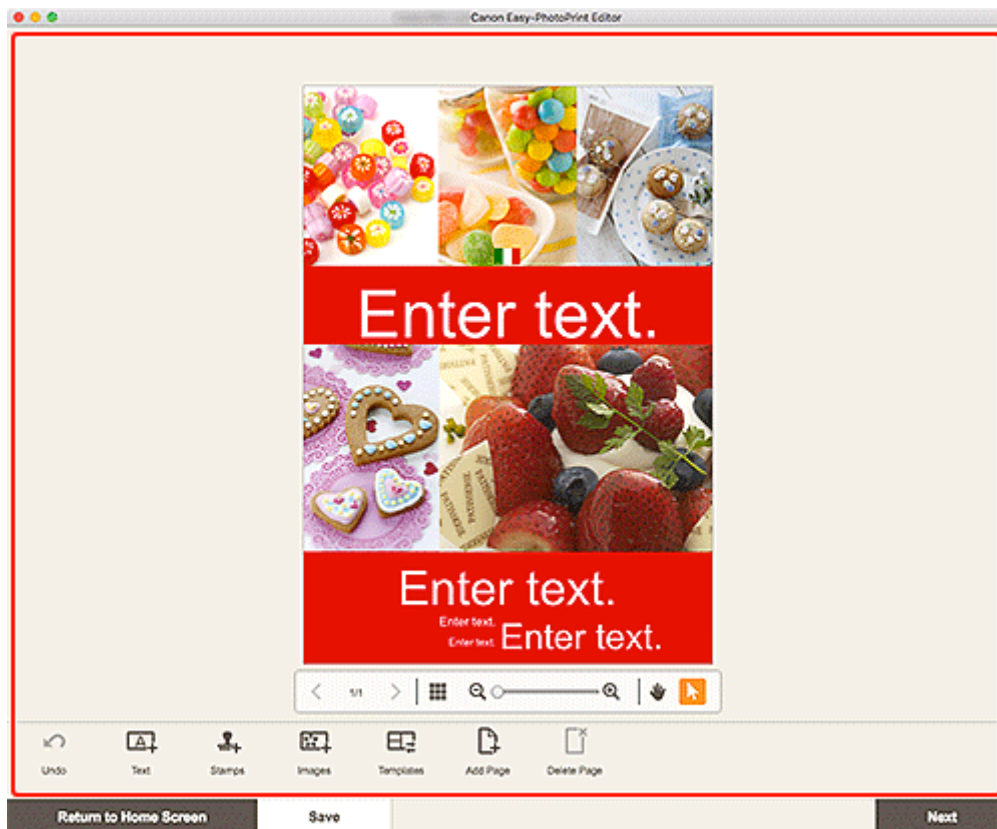 Canon Easy-PhotoPrint Editor
Enter text.
Enter text.
Enter text.
Enter text.
Enter text.
1/1
Undo
Text
Stamps
Images
Templates
Add Page
Delete Page
Return to Home Screen
Save
Next